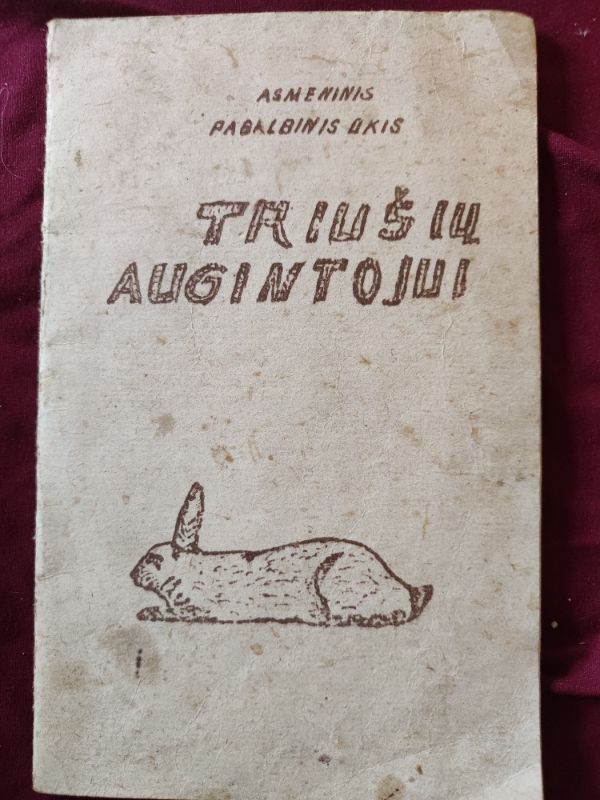 ASMENINIS
PAGALBINIS ŪKIS
TRIUŠIŲ
AUGINTOJUI